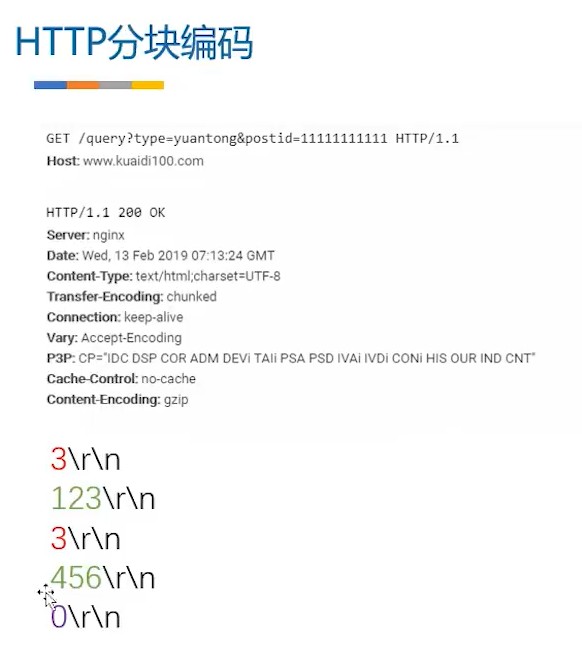 HTTP分块编码
GET /query?type=yuantong&postid=11111111111 HTTP/1.1
Host: www.kuaidi100.com
HTTP/1.1 200 OK
Server: nginx
Date: Wed, 13 Feb 2019 07:13:24 GMT
Content-Type: text/html;charset=UTF-8
Transfer-Encoding: chunked
Connection: keep-alive
Vary: Accept-Encoding
P3P: CP="IDC DSP COR ADM DEVi TAIi PSA PSD IVAi IVDi CONi HIS OUR IND CNT"
Cache-Control: no-cache
Content-Encoding: gzip
3\r\n
123\r\n
3\r\n
456\r\n
0\r\n